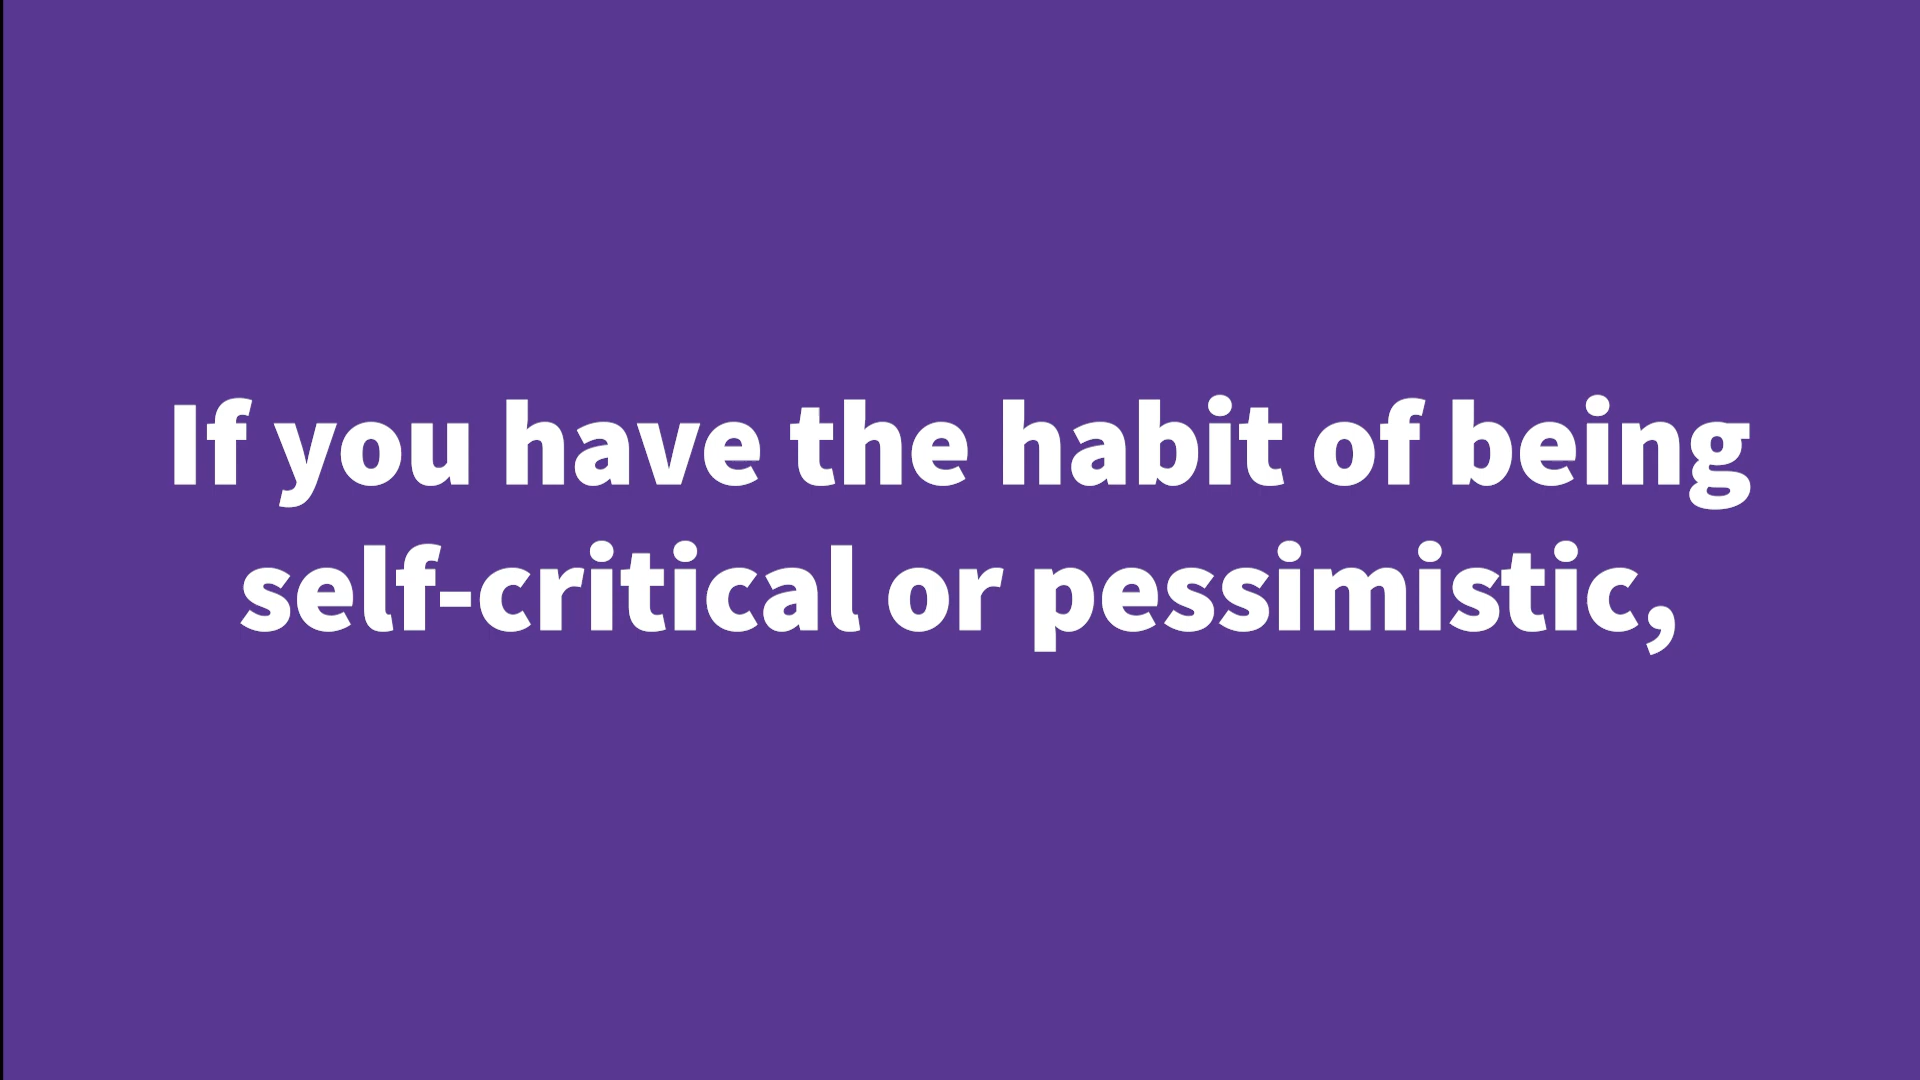 If you have the habit of being
self-critical or pessimistic,